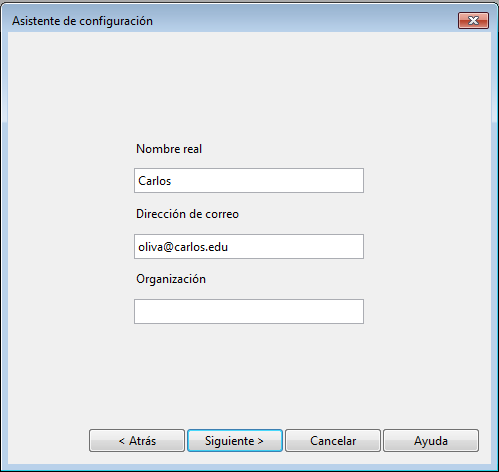 Asistente de configuración
Nombre real
Carlos
Dirección de correo
oliva@carlos.edu
Organización
< Atrás
Siguiente >
Cancelar
Ayuda